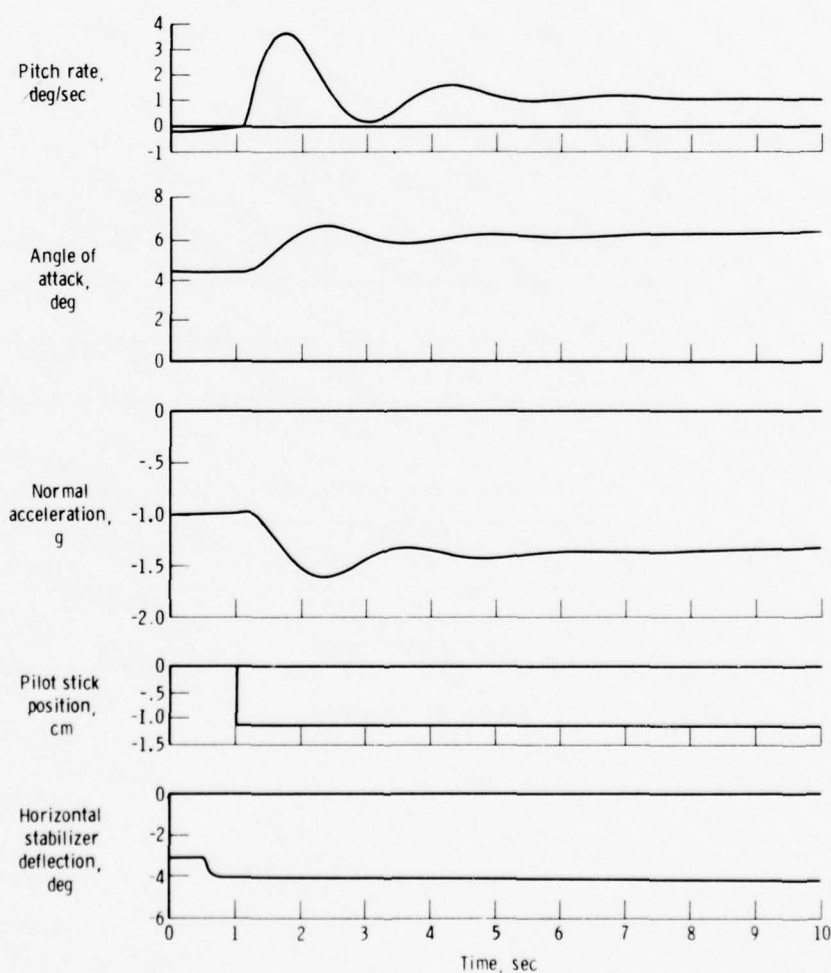 4
3
Pitch rate,
deg/sec
2
1
0
-1
8
Angle of
attack,
deg
6
4
2
0
0
-.5
Normal
acceleration,
g
-1.0
-1.5
-2.0
0
Pilot stick
position,
cm
-.5
-1.0
-1.5
0
Horizontal
stabilizer
deflection,
deg
-2
-4
-6
0 1 2 3 4 5 6 7 8 9 10
Time, sec